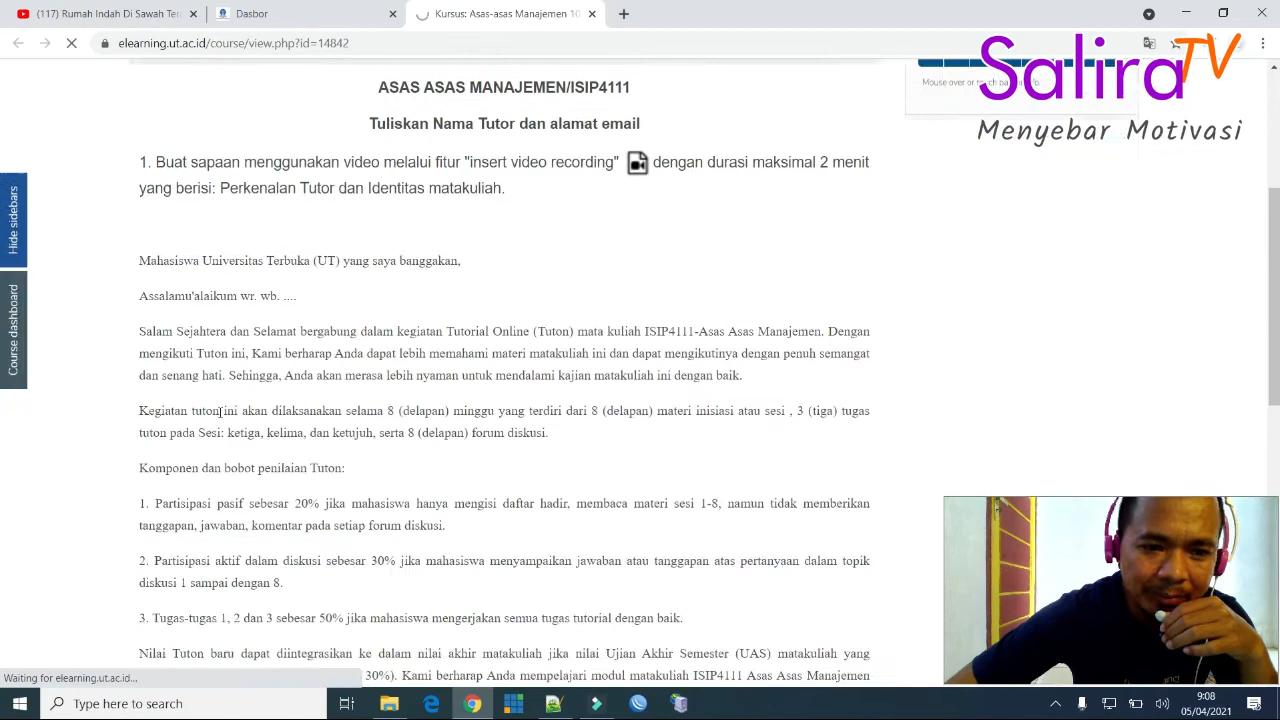 (117) Rumah Indah Di Sawah Ter
Dasbor
Kursus: Asas-asas Manajemen 10
elearning.ut.ac.id/course/view.php?id=14842
Salira TV
Menyebar Motivasi
Hide sidebars
Course dashboard
ASAS ASAS MANAJEMEN/ISIP4111
Tuliskan Nama Tutor dan alamat email
1. Buat sapaan menggunakan video melalui fitur "insert video recording" dengan durasi maksimal 2 menit
yang berisi: Perkenalan Tutor dan Identitas matakuliah.
Mahasiswa Universitas Terbuka (UT) yang saya banggakan,
Assalamu'alaikum wr. wb. ....
Salam Sejahtera dan Selamat bergabung dalam kegiatan Tutorial Online (Tuton) mata kuliah ISIP4111-Asas Asas Manajemen. Dengan
mengikuti Tuton ini, Kami berharap Anda dapat lebih memahami materi matakuliah ini dan dapat mengikutinya dengan penuh semangat
dan senang hati. Sehingga, Anda akan merasa lebih nyaman untuk mendalami kajian matakuliah ini dengan baik.
Kegiatan tuton ini akan dilaksanakan selama 8 (delapan) minggu yang terdiri dari 8 (delapan) materi inisiasi atau sesi , 3 (tiga) tugas
tuton pada Sesi: ketiga, kelima, dan ketujuh, serta 8 (delapan) forum diskusi.
Komponen dan bobot penilaian Tuton:
1. Partisipasi pasif sebesar 20% jika mahasiswa hanya mengisi daftar hadir, membaca materi sesi 1-8, namun tidak memberikan
tanggapan, jawaban, komentar pada setiap forum diskusi.
2. Partisipasi aktif dalam diskusi sebesar 30% jika mahasiswa menyampaikan jawaban atau tanggapan atas pertanyaan dalam topik
diskusi 1 sampai dengan 8.
3. Tugas-tugas 1, 2 dan 3 sebesar 50% jika mahasiswa mengerjakan semua tugas tutorial dengan baik.
Nilai Tuton baru dapat diintegrasikan ke dalam nilai akhir matakuliah jika nilai Ujian Akhir Semester (UAS) matakuliah yang
30%). Kami berharap Anda mempelajari modul matakuliah ISIP4111 Asas Asas Manajemen
Waiting for elearning.ut.ac.id...
Type here to search
9:08
05/04/2021